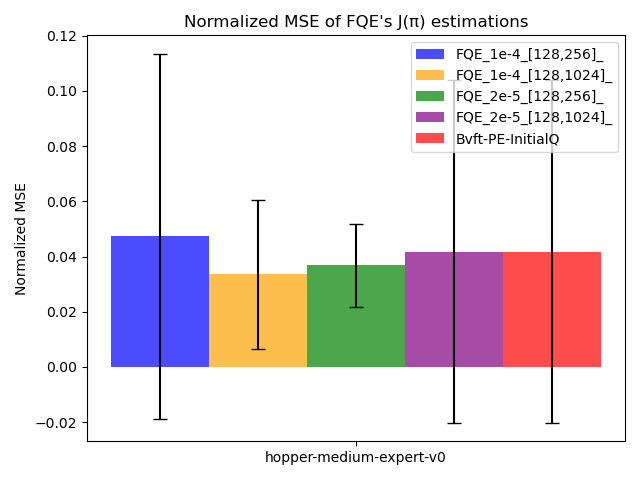 Normalized MSE of FQE's J(π) estimations
Normalized MSE
0.12
0.10
0.08
0.06
0.04
0.02
0.00
−0.02
FQE_1e-4_[128,256]_
FQE_1e-4_[128,1024]_
FQE_2e-5_[128,256]_
FQE_2e-5_[128,1024]_
Bvft-PE-InitialQ
hopper-medium-expert-v0